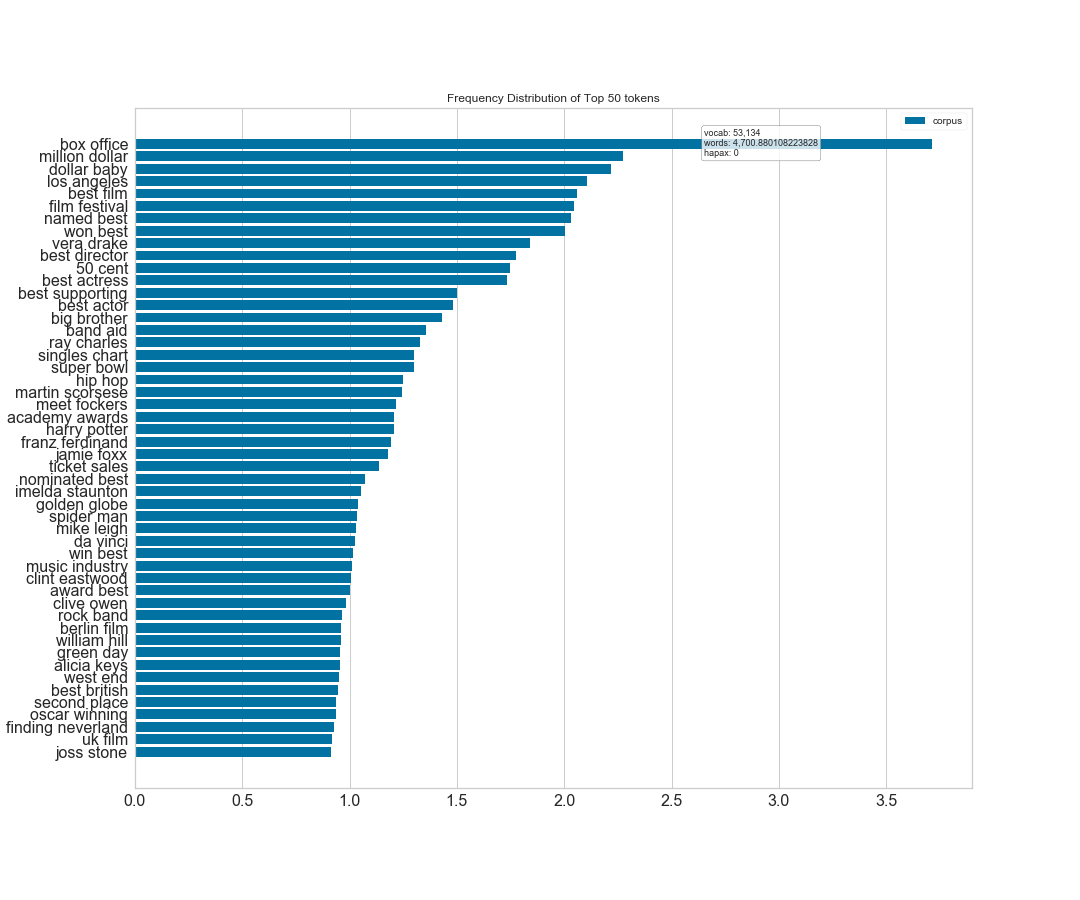 Frequency Distribution of Top 50 tokens
corpus
vocab: 53,134
words: 4,700.880108223828
hapax: 0
box office
million dollar
dollar baby
los angeles
best film
film festival
named best
won best
vera drake
best director
50 cent
best actress
best supporting
best actor
big brother
band aid
ray charles
singles chart
super bowl
hip hop
martin scorsese
meet fockers
academy awards
harry potter
franz ferdinand
jamie foxx
ticket sales
nominated best
imelda staunton
golden globe
spider man
mike leigh
da vinci
win best
music industry
clint eastwood
award best
clive owen
rock band
berlin film
william hill
green day
alicia keys
west end
best british
second place
oscar winning
finding neverland
uk film
joss stone
0.0 0.5 1.0 1.5 2.0 2.5 3.0 3.5